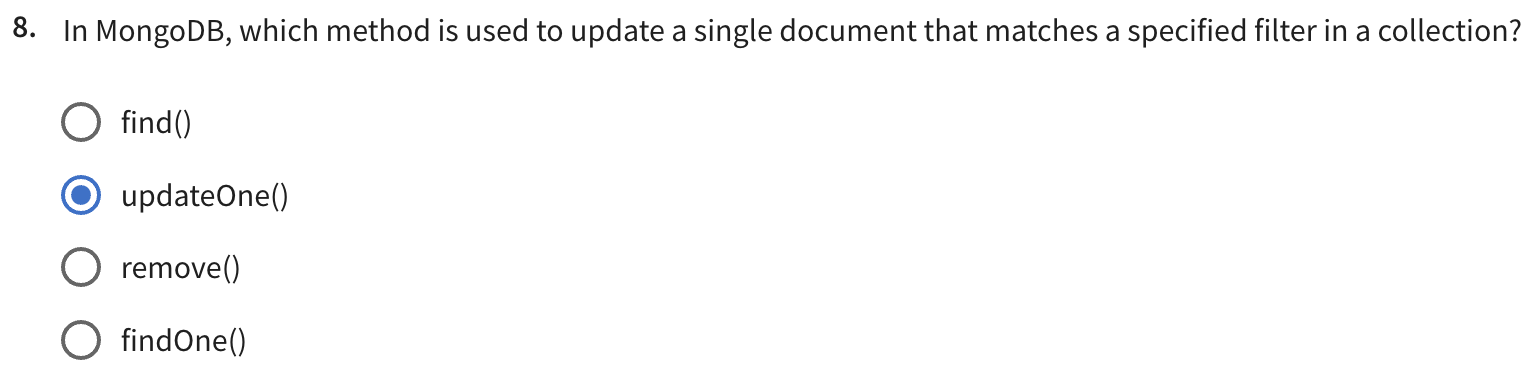 8. In MongoDB, which method is used to update a single document that matches a specified filter in a collection?
find()
updateOne()
remove()
findOne()